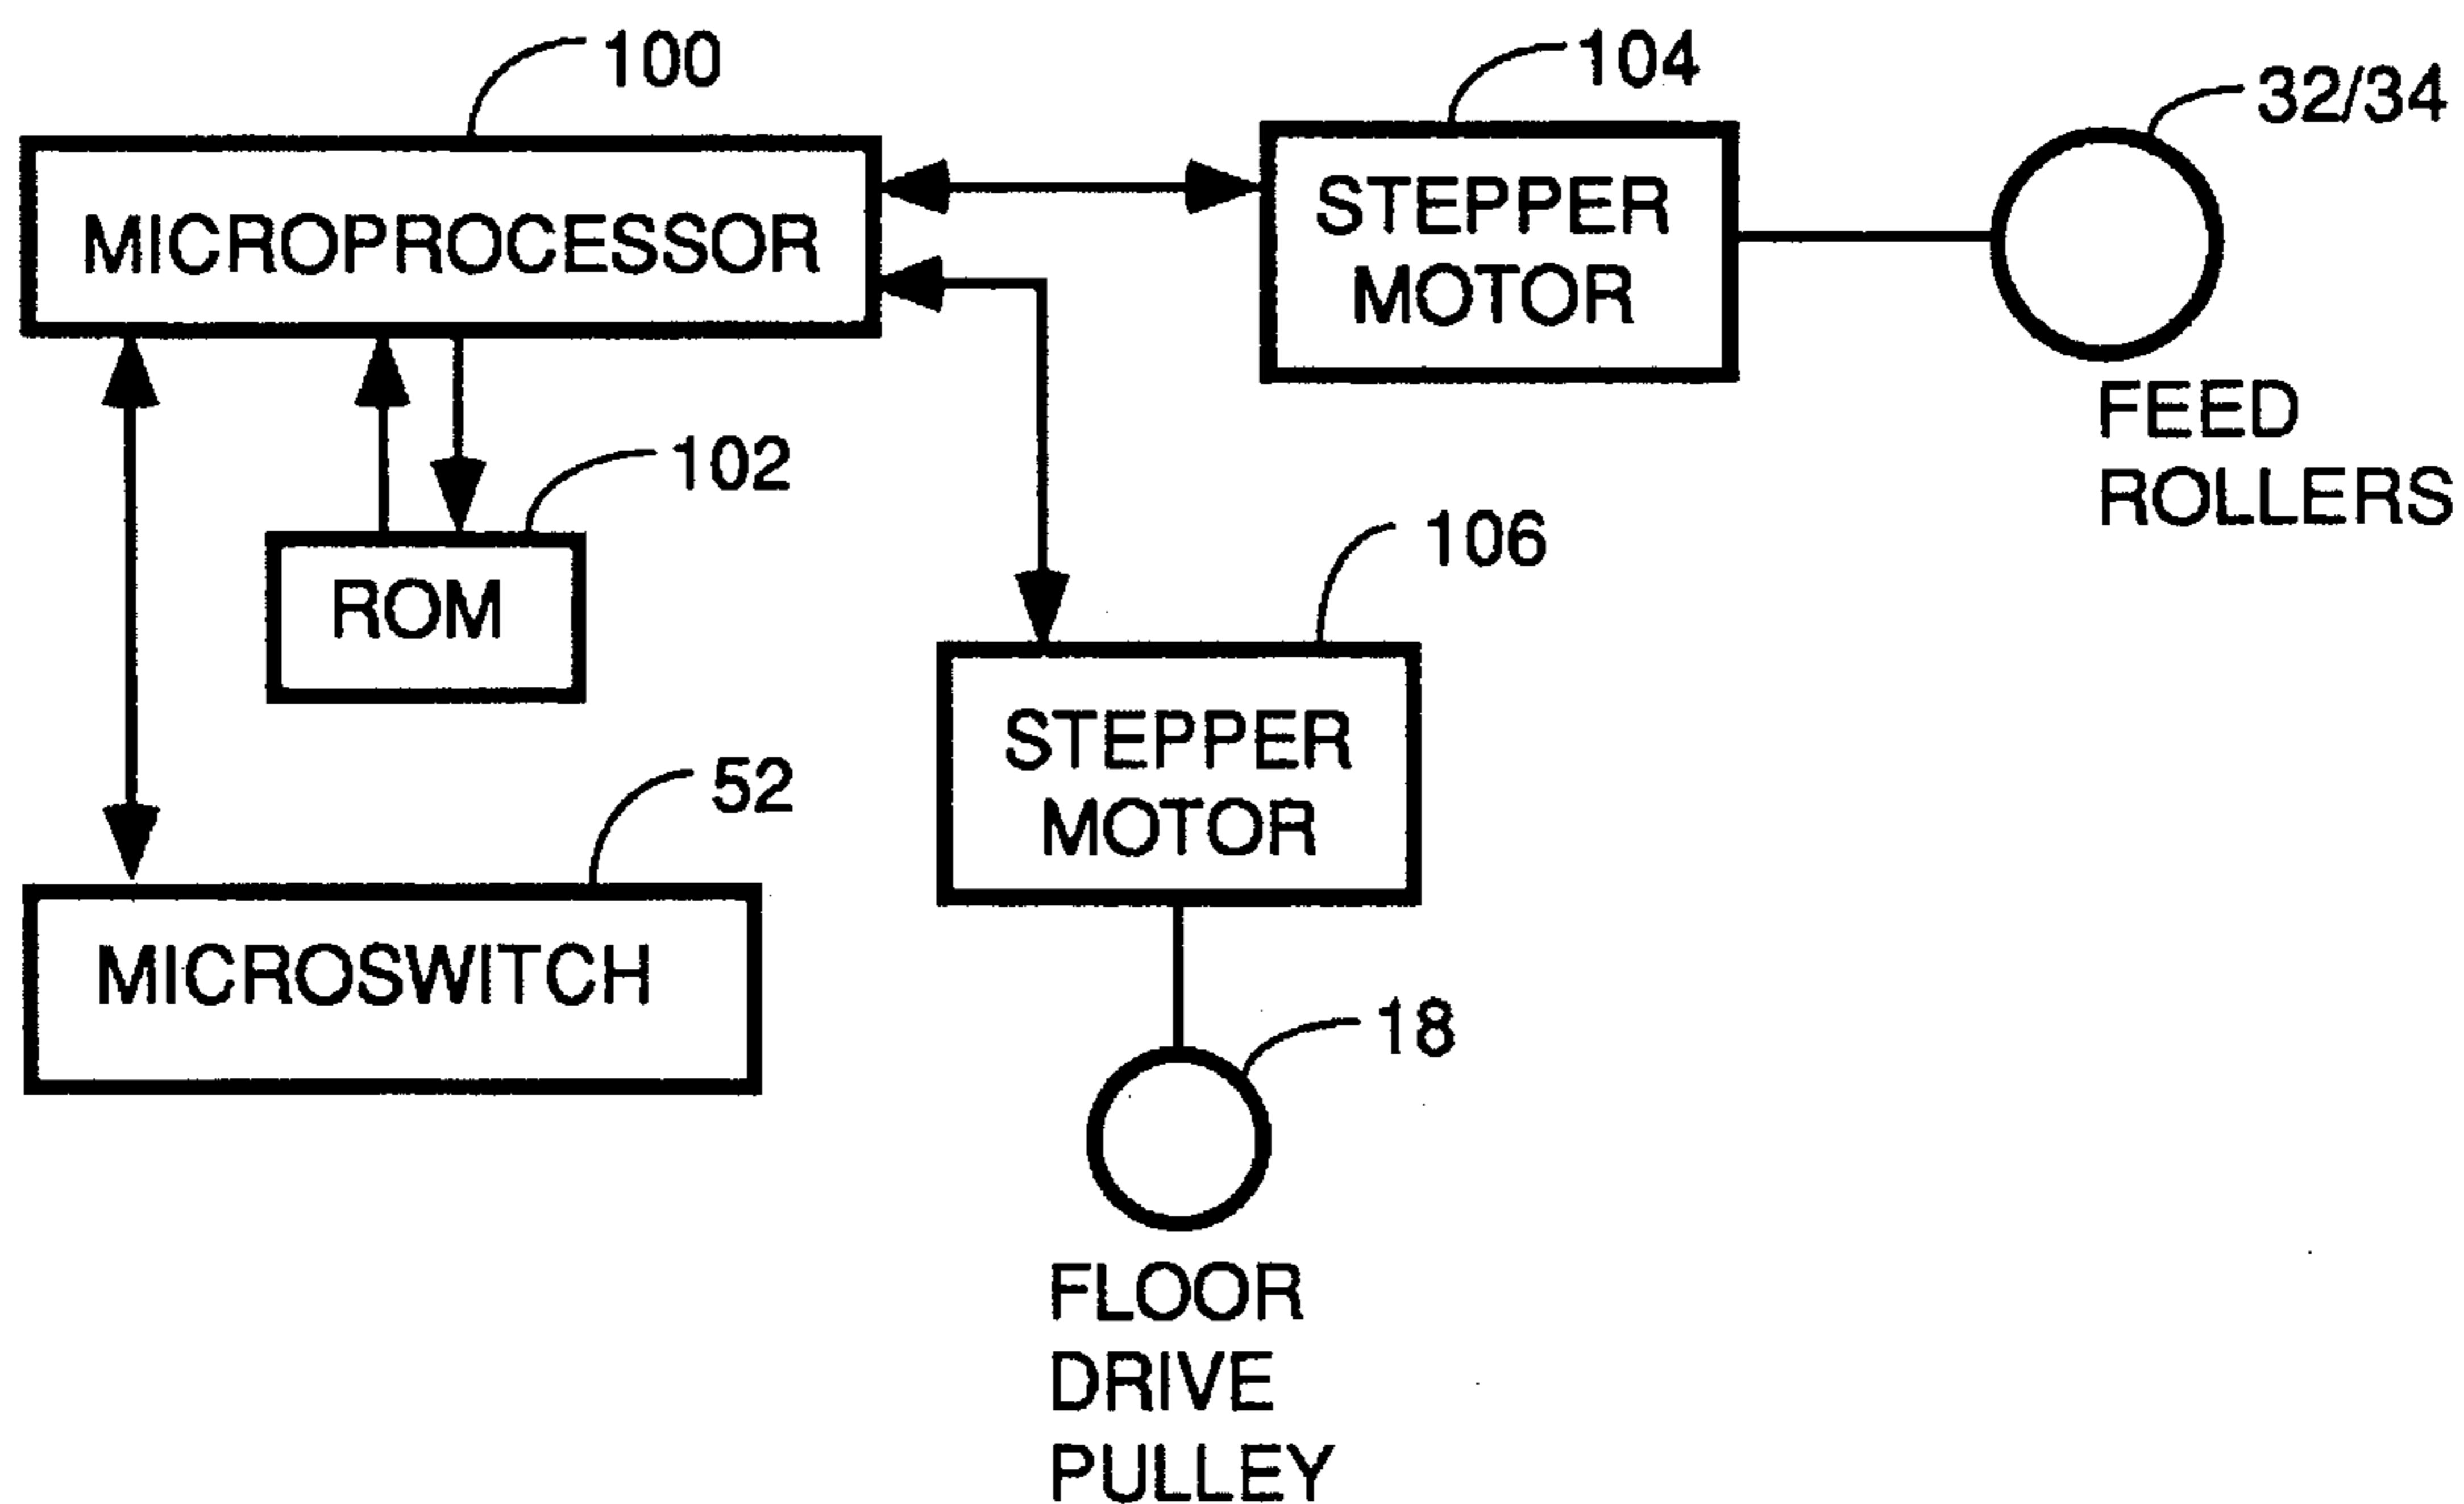 100
104
32/34
MICROPROCESSOR
STEPPER
MOTOR
FEED
ROLLERS
102
ROM
106
STEPPER
MOTOR
52
MICROSWITCH
18
FLOOR
DRIVE
PULLEY